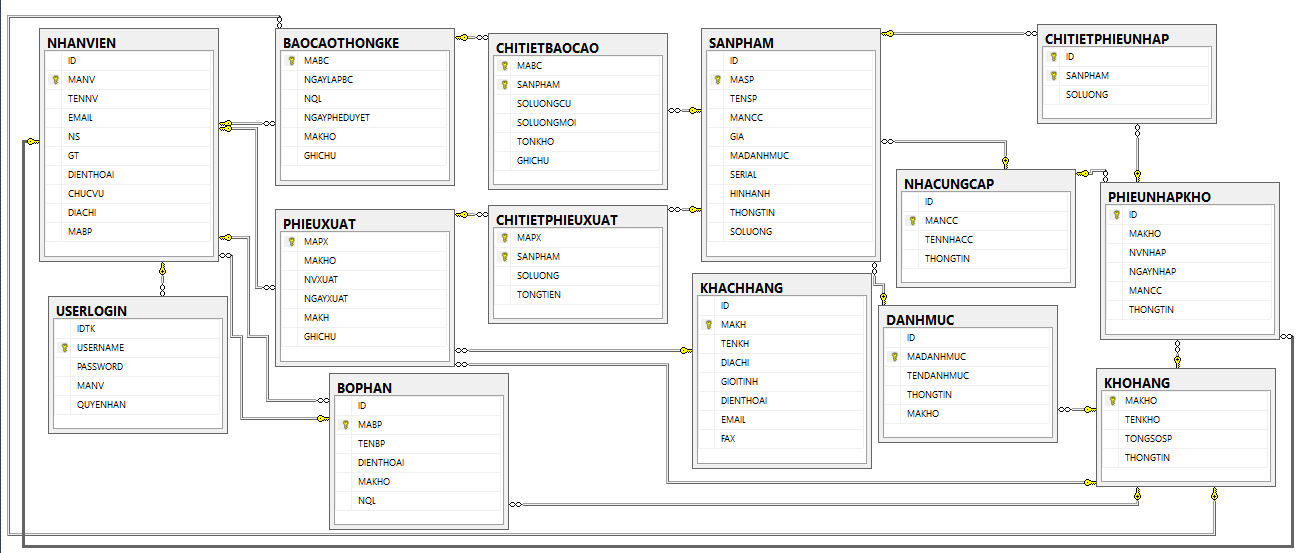 NHANVIEN
ID
MANV
TENNV
EMAIL
NS
GT
DIENTHOAI
CHUCVU
DIACHI
MABP
BAOCAOTHONGKE
MABC
NGAYLAPBC
NQL
NGAYPHEDUYET
MAKHO
GHICHU
CHITIETBAOCAO
MABC
SANPHAM
SOLUONGCU
SOLUONGMOI
TONKHO
GHICHU
SANPHAM
ID
MASP
TENSP
MANCC
GIA
MADANHMUC
SERIAL
HINHANH
THONGTIN
SOLUONG
CHITIETPHIEUNHAP
ID
SANPHAM
SOLUONG
NHACUNGCAP
ID
MANCC
TENNHACC
THONGTIN
PHIEUNHAPKHO
ID
MAKHO
NVNHAP
NGAYNHAP
MANCC
THONGTIN
PHIEUXUAT
MAPX
MAKHO
NVXUAT
NGAYXUAT
MAKH
GHICHU
CHITIETPHIEUXUAT
MAPX
SANPHAM
SOLUONG
TONGTIEN
KHACHHANG
ID
MAKH
TENKH
DIACHI
GIOITINH
DIENTHOAI
EMAIL
FAX
DANHMUC
ID
MADANHMUC
TENDANHMUC
THONGTIN
MAKHO
USERLOGIN
IDTK
USERNAME
PASSWORD
MANV
QUYENHAN
BOPHAN
ID
MABP
TENBP
DIENTHOAI
MAKHO
NQL
KHOHANG
MAKHO
TENKHO
TONGSOSP
THONGTIN